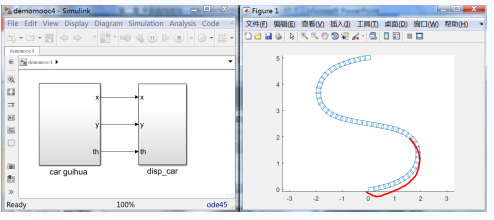 demomooc4 - Simulink
File Edit View Display Diagram Simulation Analysis Code
demomooc4
demomooc4
x x
y y
th th
car guihua disp_car
Ready 100% ode45
Figure 1
文件(F) 编辑(E) 查看(V) 插入(I) 工具(T) 桌面(D) 窗口(W) 帮助(H)
5
4
3
2
1
0
-3 -2 -1 0 1 2 3